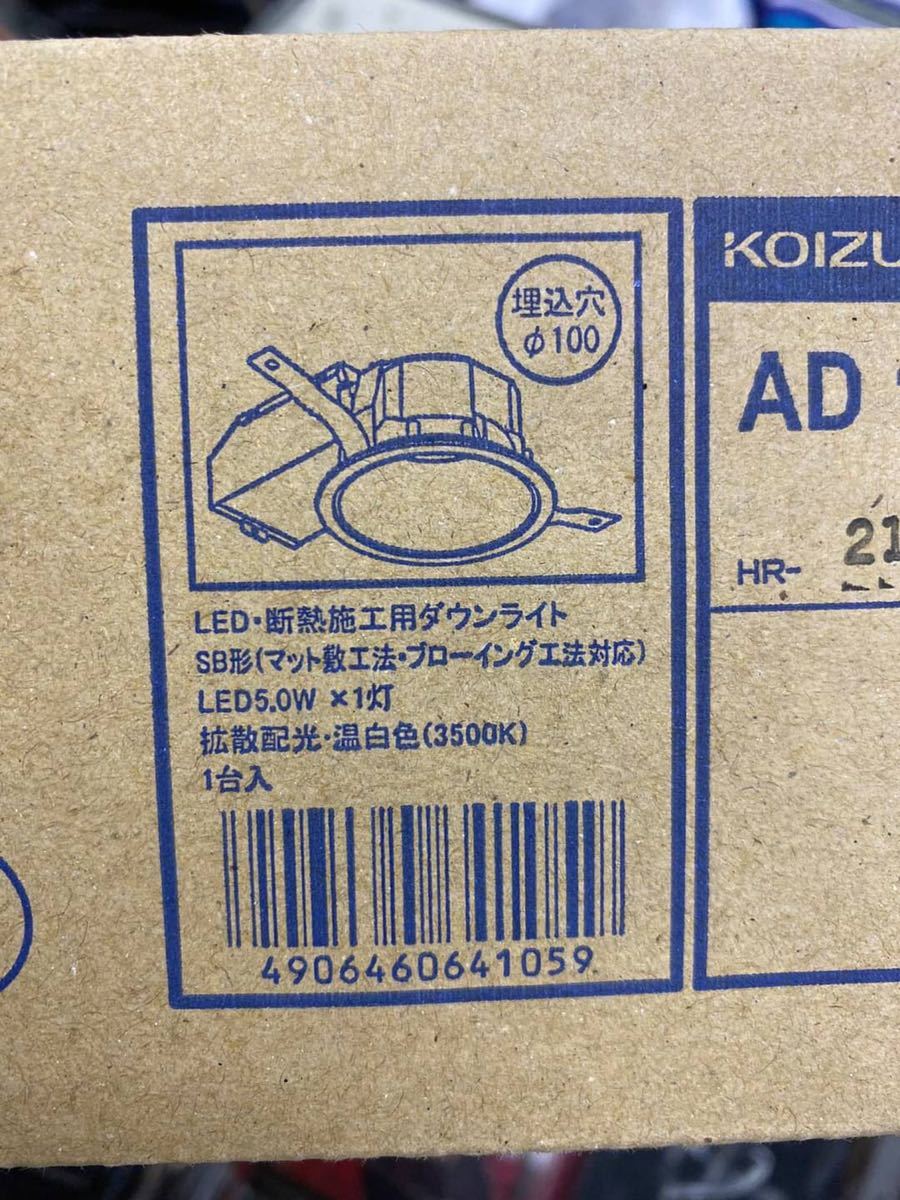 埋込穴
φ100
KOIZU
AD
HR- 21
LED・断熱施工用ダウンライト
SB形(マット敷工法・ブローイング工法対応)
LED5.0W ×1灯
拡散配光・温白色(3500K)
1台入
4906460641059